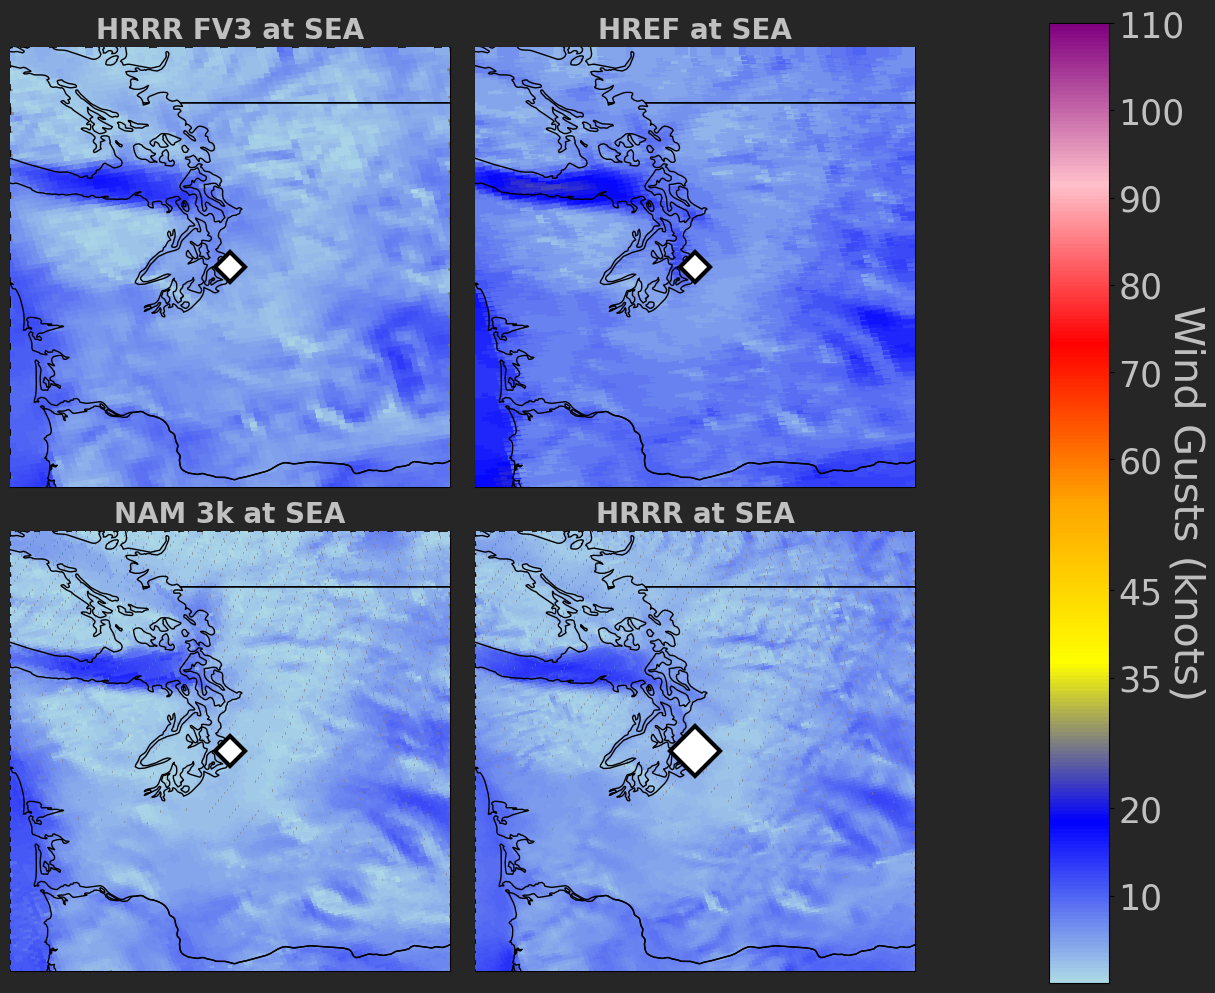 HRRR FV3 at SEA
HREF at SEA
NAM 3k at SEA
HRRR at SEA
110
100
90
80
70
60
45
35
20
10
Wind Gusts (knots)